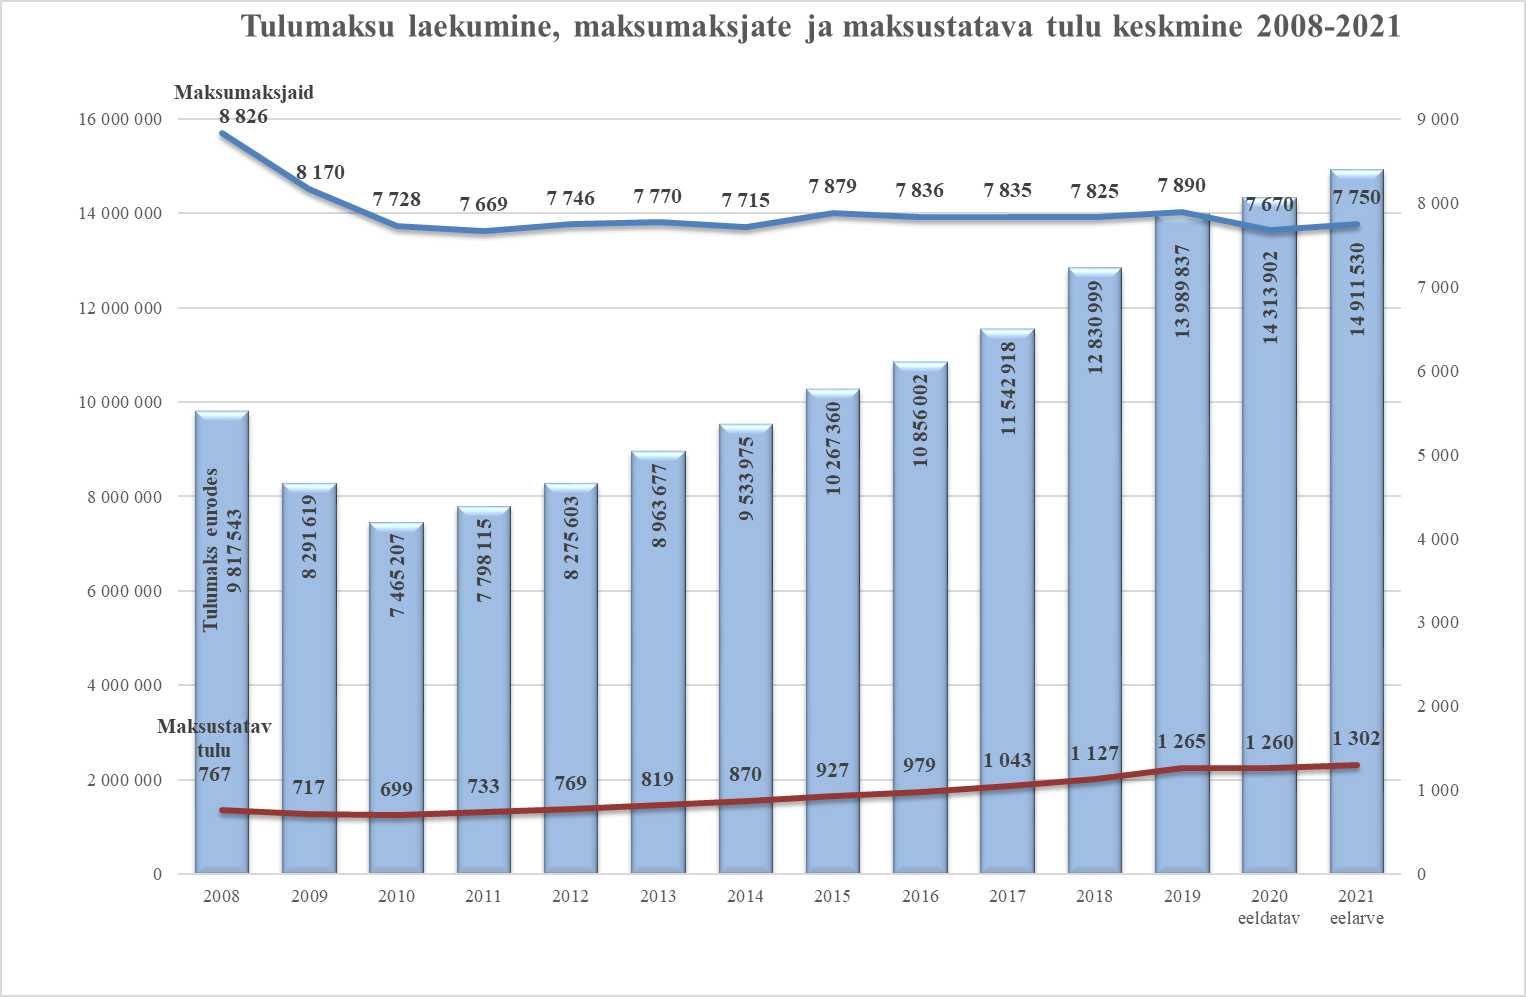 Tulumaksu laekumine, maksumaksjate ja maksustatava tulu keskmine 2008-2021
Maksumaksjaid
8 826
8 170
7 728
7 669
7 746
7 770
7 715
7 879
7 836
7 835
7 825
7 890
7 670
7 750
16 000 000
14 000 000
12 000 000
10 000 000
8 000 000
6 000 000
4 000 000
2 000 000
0
9 000
8 000
7 000
6 000
5 000
4 000
3 000
2 000
1 000
0
Tulumaks eurodes
9 817 543
8 291 619
7 465 207
7 798 115
8 275 603
8 963 677
9 533 975
10 267 360
10 856 002
11 542 918
12 830 999
13 989 837
14 313 902
14 911 530
Maksustatav
tulu
767
717
699
733
769
819
870
927
979
1 043
1 127
1 265
1 260
1 302
2008
2009
2010
2011
2012
2013
2014
2015
2016
2017
2018
2019
2020
eeldatav
2021
eelarve